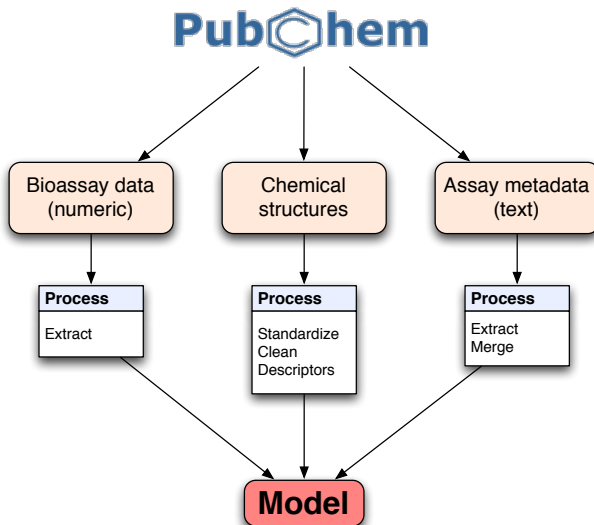 PubChem
Bioassay data
(numeric)
Chemical
structures
Assay metadata
(text)
Process
Extract
Process
Standardize
Clean
Descriptors
Process
Extract
Merge
Model